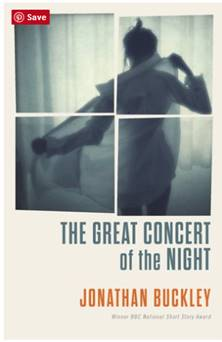 Save
THE GREAT CONCERT
of the NIGHT
JONATHAN BUCKLEY
Winner BBC National Short Story Award